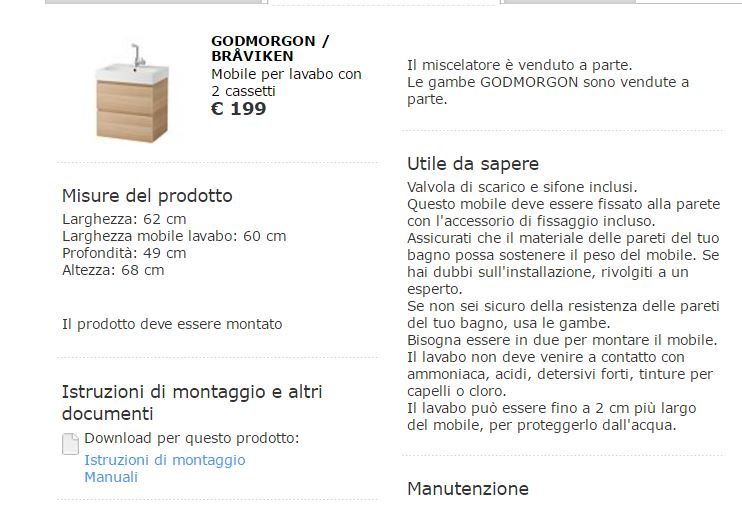 GODMORGON /
BRÅVIKEN
Mobile per lavabo con
2 cassetti
€ 199
Misure del prodotto
Larghezza: 62 cm
Larghezza mobile lavabo: 60 cm
Profondità: 49 cm
Altezza: 68 cm
Il prodotto deve essere montato
Istruzioni di montaggio e altri
documenti
Download per questo prodotto:
Istruzioni di montaggio
Manuali
Il miscelatore è venduto a parte.
Le gambe GODMORGON sono vendute a
parte.
Utile da sapere
Valvola di scarico e sifone inclusi.
Questo mobile deve essere fissato alla parete
con l'accessorio di fissaggio incluso.
Assicurati che il materiale delle pareti del tuo
bagno possa sostenere il peso del mobile. Se
hai dubbi sull'installazione, rivolgiti a un
esperto.
Se non sei sicuro della resistenza delle pareti
del tuo bagno, usa le gambe.
Bisogna essere in due per montare il mobile.
Il lavabo non deve venire a contatto con
ammoniaca, acidi, detersivi forti, tinture per
capelli o cloro.
Il lavabo può essere fino a 2 cm più largo
del mobile, per proteggerlo dall'acqua.
Manutenzione